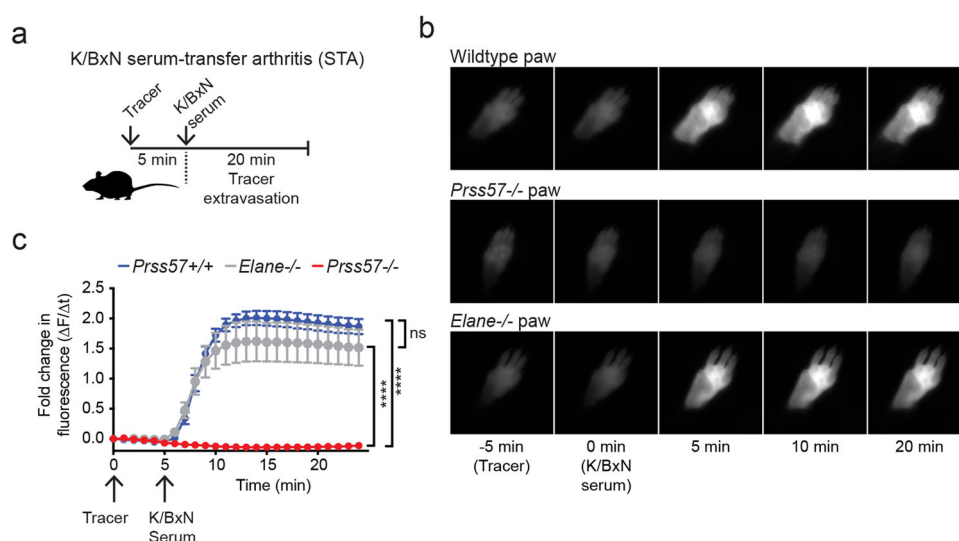 a
K/BxN serum-transfer arthritis (STA)
Tracer
K/BxN
serum
5 min
20 min
Tracer
extravasation
b
Wildtype paw
Prss57-/- paw
Elane-/- paw
-5 min
(Tracer)
0 min
(K/BxN
serum)
5 min
10 min
20 min
c
Prss57+/+ Elane-/- Prss57-/-
Fold change in
fluorescence (ΔF/Δt)
2.5
2.0
1.5
1.0
0.5
0.0
0 5 10 15 20
Time (min)
ns
****
****
Tracer
K/BxN
Serum